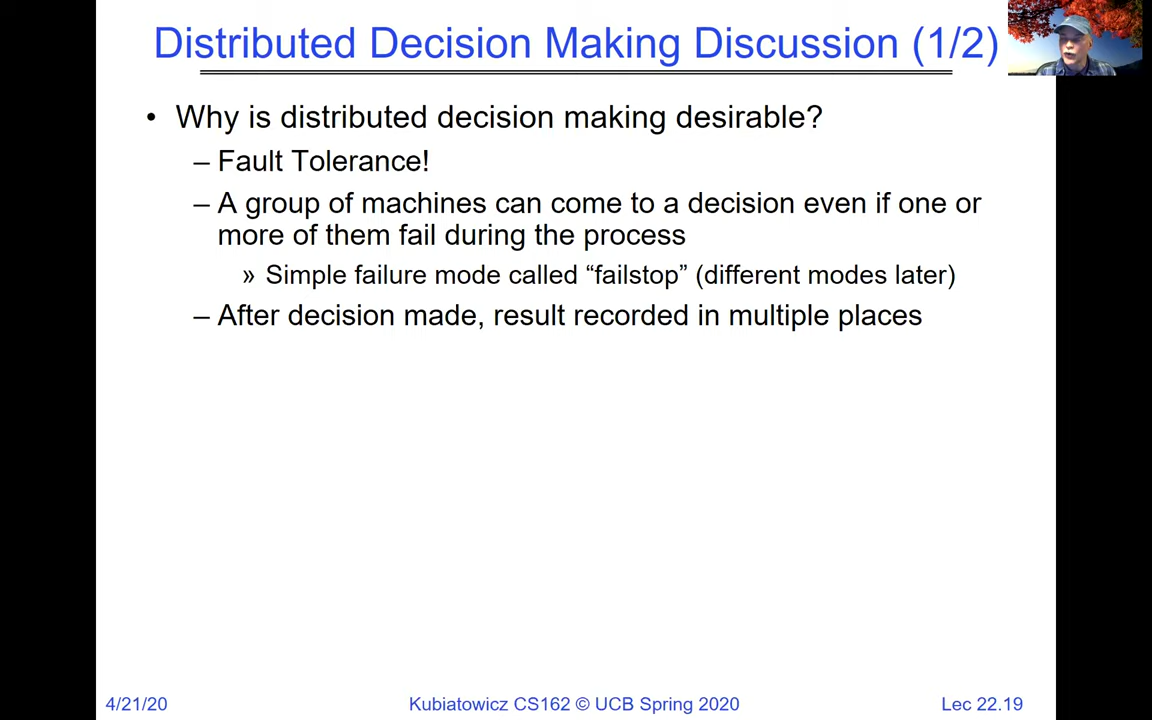 Distributed Decision Making Discussion (1/2)
• Why is distributed decision making desirable?
– Fault Tolerance!
– A group of machines can come to a decision even if one or
more of them fail during the process
» Simple failure mode called “failstop” (different modes later)
– After decision made, result recorded in multiple places
4/21/20
Kubiatowicz CS162 © UCB Spring 2020
Lec 22.19